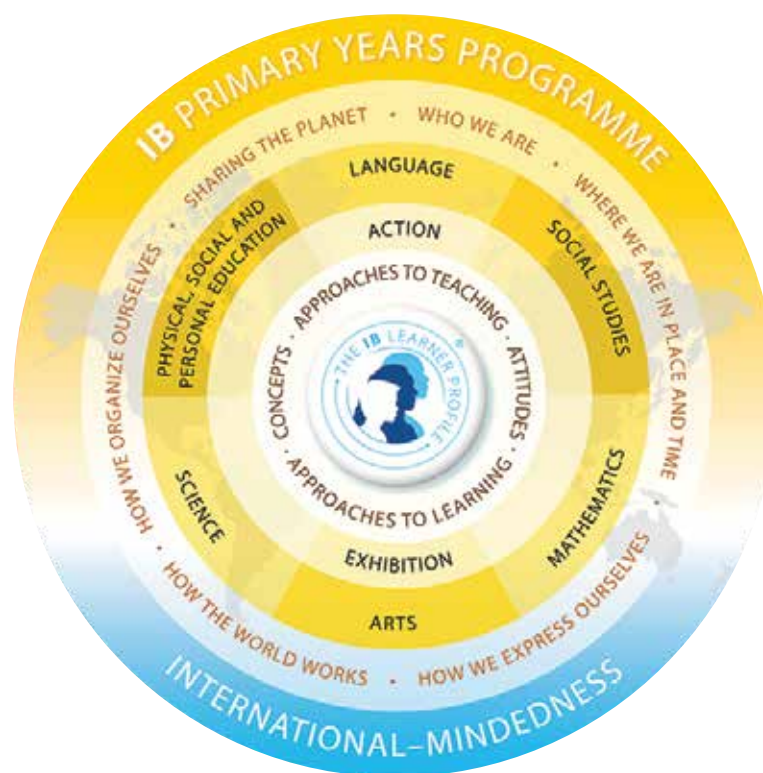 IB PRIMARY YEARS PROGRAMME
SHARING THE PLANET • WHO WE ARE • WHERE WE ARE IN PLACE AND TIME •
HOW WE EXPRESS OURSELVES • HOW THE WORLD WORKS • HOW WE ORGANIZE OURSELVES •
LANGUAGE
SOCIAL STUDIES
MATHEMATICS
ARTS
SCIENCE
PHYSICAL, SOCIAL AND
PERSONAL EDUCATION
ACTION
EXHIBITION
APPROACHES TO TEACHING · ATTITUDES ·
APPROACHES TO LEARNING · CONCEPTS ·
• THE IB LEARNER PROFILE •
®
INTERNATIONAL–MINDEDNESS